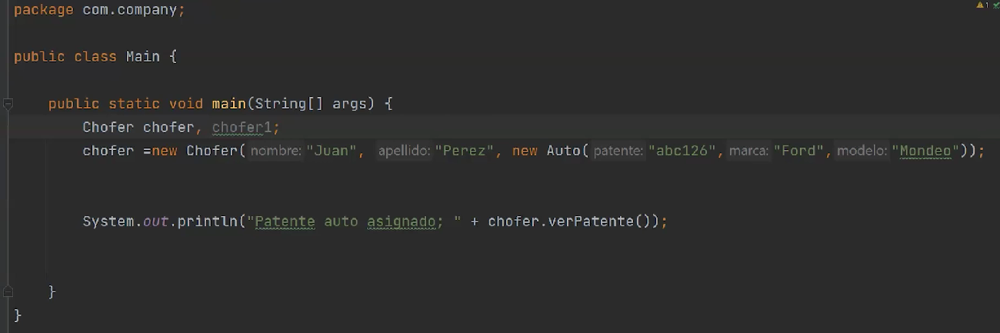 package com.company;
1
public class Main {
public static void main(String[] args) {
Chofer chofer, chofer1;
chofer =new Chofer( nombre: "Juan", apellido: "Perez", new Auto( patente: "abc126", marca: "Ford", modelo: "Mondeo"));
System.out.println("Patente auto asignado; " + chofer.verPatente());
}
}